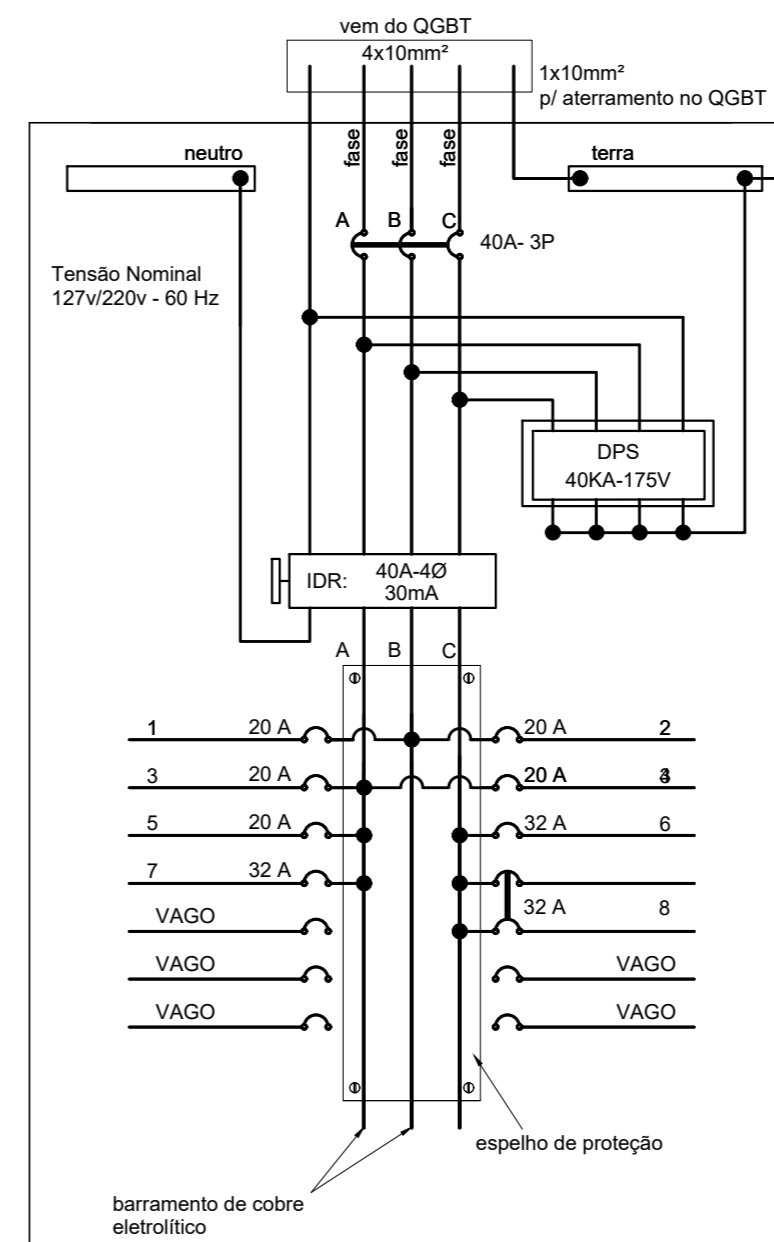 vem do QGBT
4x10mm²
1x10mm²
p/ aterramento no QGBT
neutro
fase
fase
fase
terra
A
B
C
40A- 3P
Tensão Nominal
127v/220v - 60 Hz
DPS
40KA-175V
IDR:
40A-4Ø
30mA
A
B
C
1
20 A
20 A
2
3
20 A
20 A
5
20 A
32 A
6
7
32 A
32 A
8
VAGO
VAGO
VAGO
VAGO
VAGO
espelho de proteção
barramento de cobre
eletrolítico